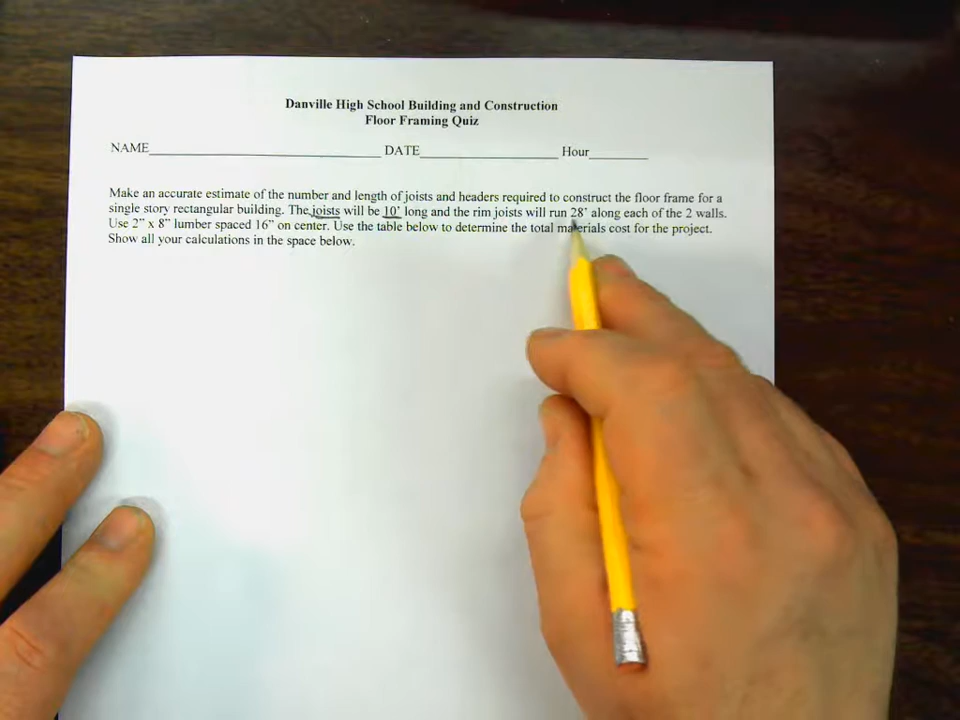 Danville High School Building and Construction
Floor Framing Quiz
NAME DATE Hour
Make an accurate estimate of the number and length of joists and headers required to construct the floor frame for a
single story rectangular building. The joists will be 10’ long and the rim joists will run 28’ along each of the 2 walls.
Use 2” x 8” lumber spaced 16” on center. Use the table below to determine the total materials cost for the project.
Show all your calculations in the space below.